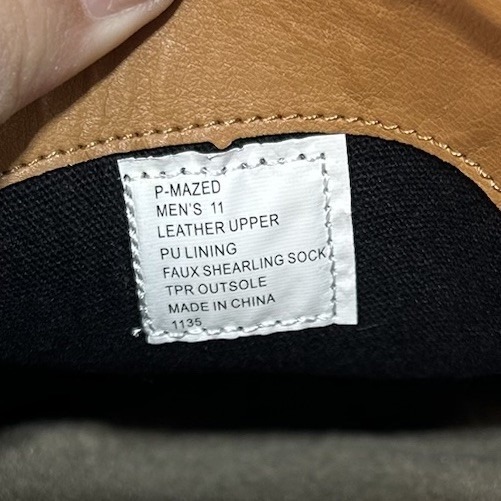 P-MAZED
MEN'S 11
LEATHER UPPER
PU LINING
FAUX SHEARLING SOCK
TPR OUTSOLE
MADE IN CHINA
1135